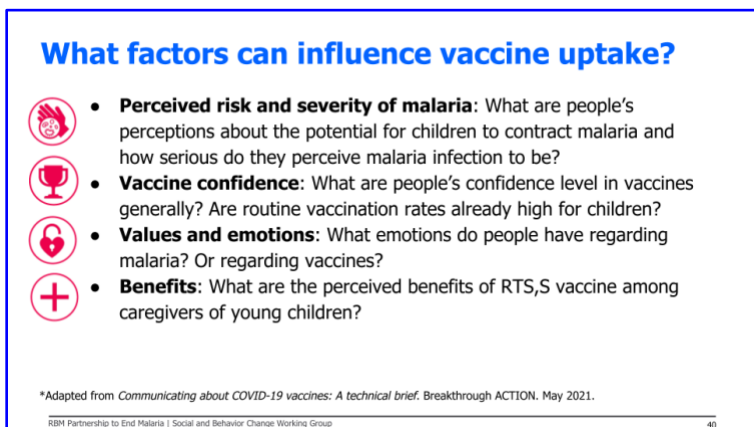 What factors can influence vaccine uptake?
● Perceived risk and severity of malaria: What are people's
perceptions about the potential for children to contract malaria and
how serious do they perceive malaria infection to be?
● Vaccine confidence: What are people's confidence level in vaccines
generally? Are routine vaccination rates already high for children?
● Values and emotions: What emotions do people have regarding
malaria? Or regarding vaccines?
● Benefits: What are the perceived benefits of RTS,S vaccine among
caregivers of young children?
*Adapted from Communicating about COVID-19 vaccines: A technical brief. Breakthrough ACTION. May 2021.
RBM Partnership to End Malaria | Social and Behavior Change Working Group 40